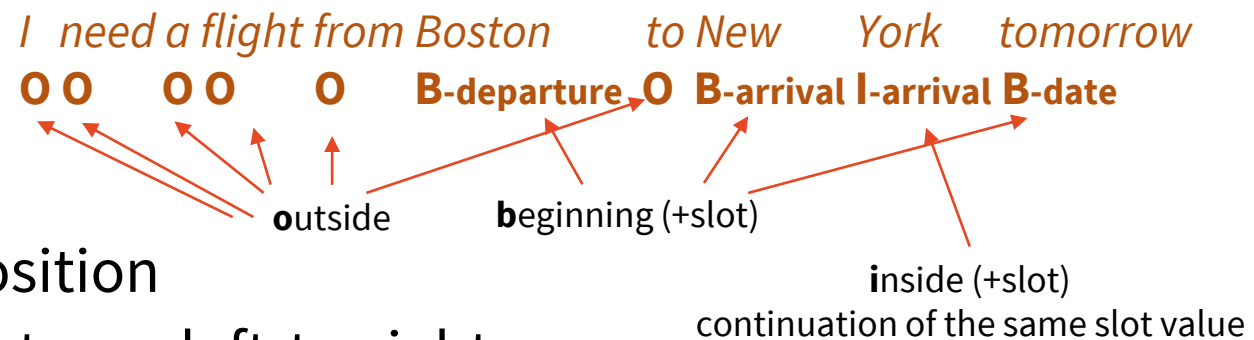 I need a flight from Boston to New York tomorrow
O O O O O B-departure O B-arrival I-arrival B-date
outside beginning (+slot)
osition
inside (+slot)
continuation of the same slot value